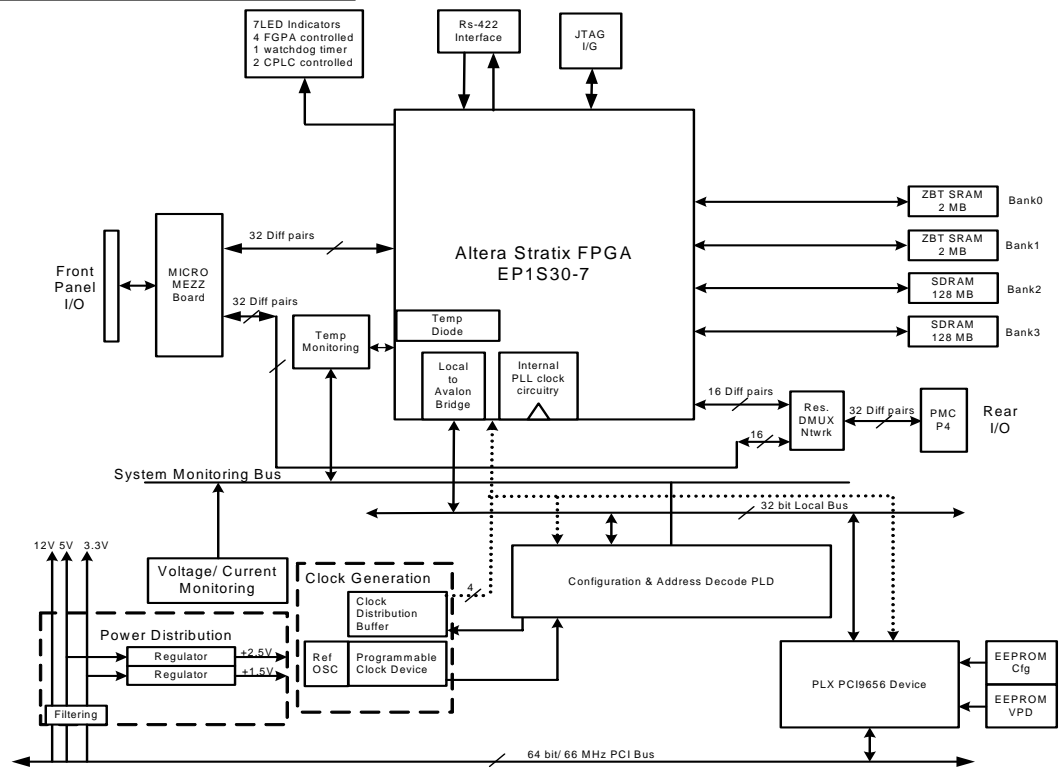 7LED Indicators
4 FGPA controlled
1 watchdog timer
2 CPLC controlled
Rs-422
Interface
JTAG
I/G
Altera Stratix FPGA
EP1S30-7
ZBT SRAM
2 MB
Bank0
ZBT SRAM
2 MB
Bank1
SDRAM
128 MB
Bank2
SDRAM
128 MB
Bank3
Front
Panel
I/O
MICRO
MEZZ
Board
32 Diff pairs
32 Diff pairs
Temp
Monitoring
Temp
Diode
Local
to
Avalon
Bridge
Internal
PLL clock
circuitry
16 Diff pairs
Res.
DMUX
Ntwrk
32 Diff pairs
PMC
P4
Rear
I/O
16
System Monitoring Bus
32 bit Local Bus
12V 5V 3.3V
Voltage/ Current
Monitoring
Clock Generation
4
Clock
Distribution
Buffer
Ref
OSC
Programmable
Clock Device
Configuration & Address Decode PLD
Power Distribution
Regulator
+2.5V
Regulator
+1.5V
Filtering
PLX PCI9656 Device
EEPROM
Cfg
EEPROM
VPD
64 bit/ 66 MHz PCI Bus